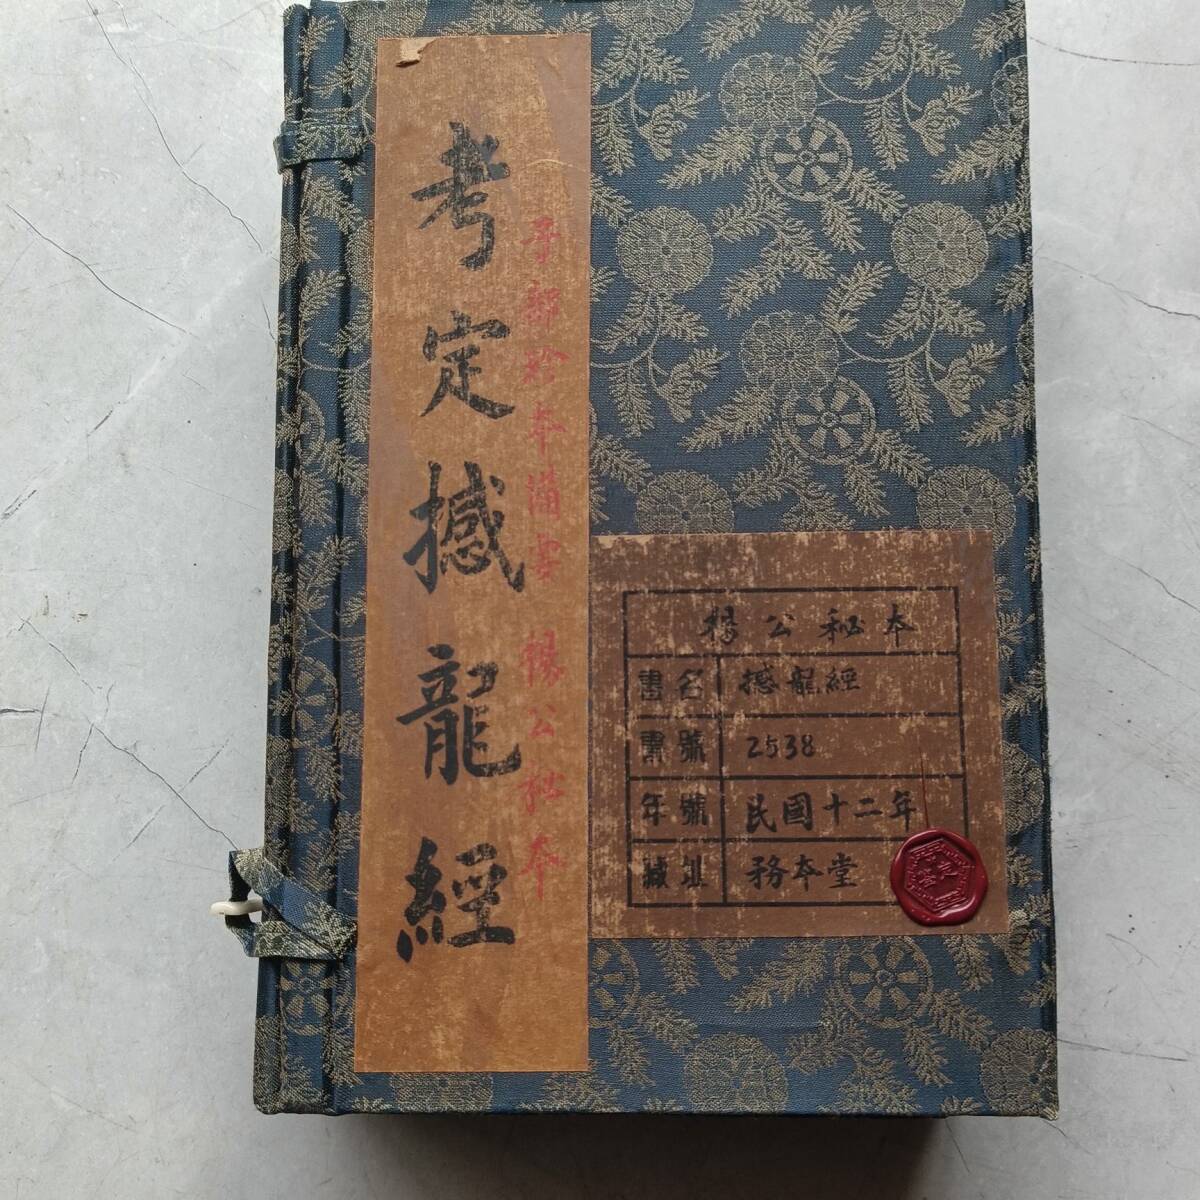 考定撼龍經
子部珍本備要 楊公秘本
楊公秘本
書名 撼龍經
書號 2538
年號 民國十二年
藏址 務本堂